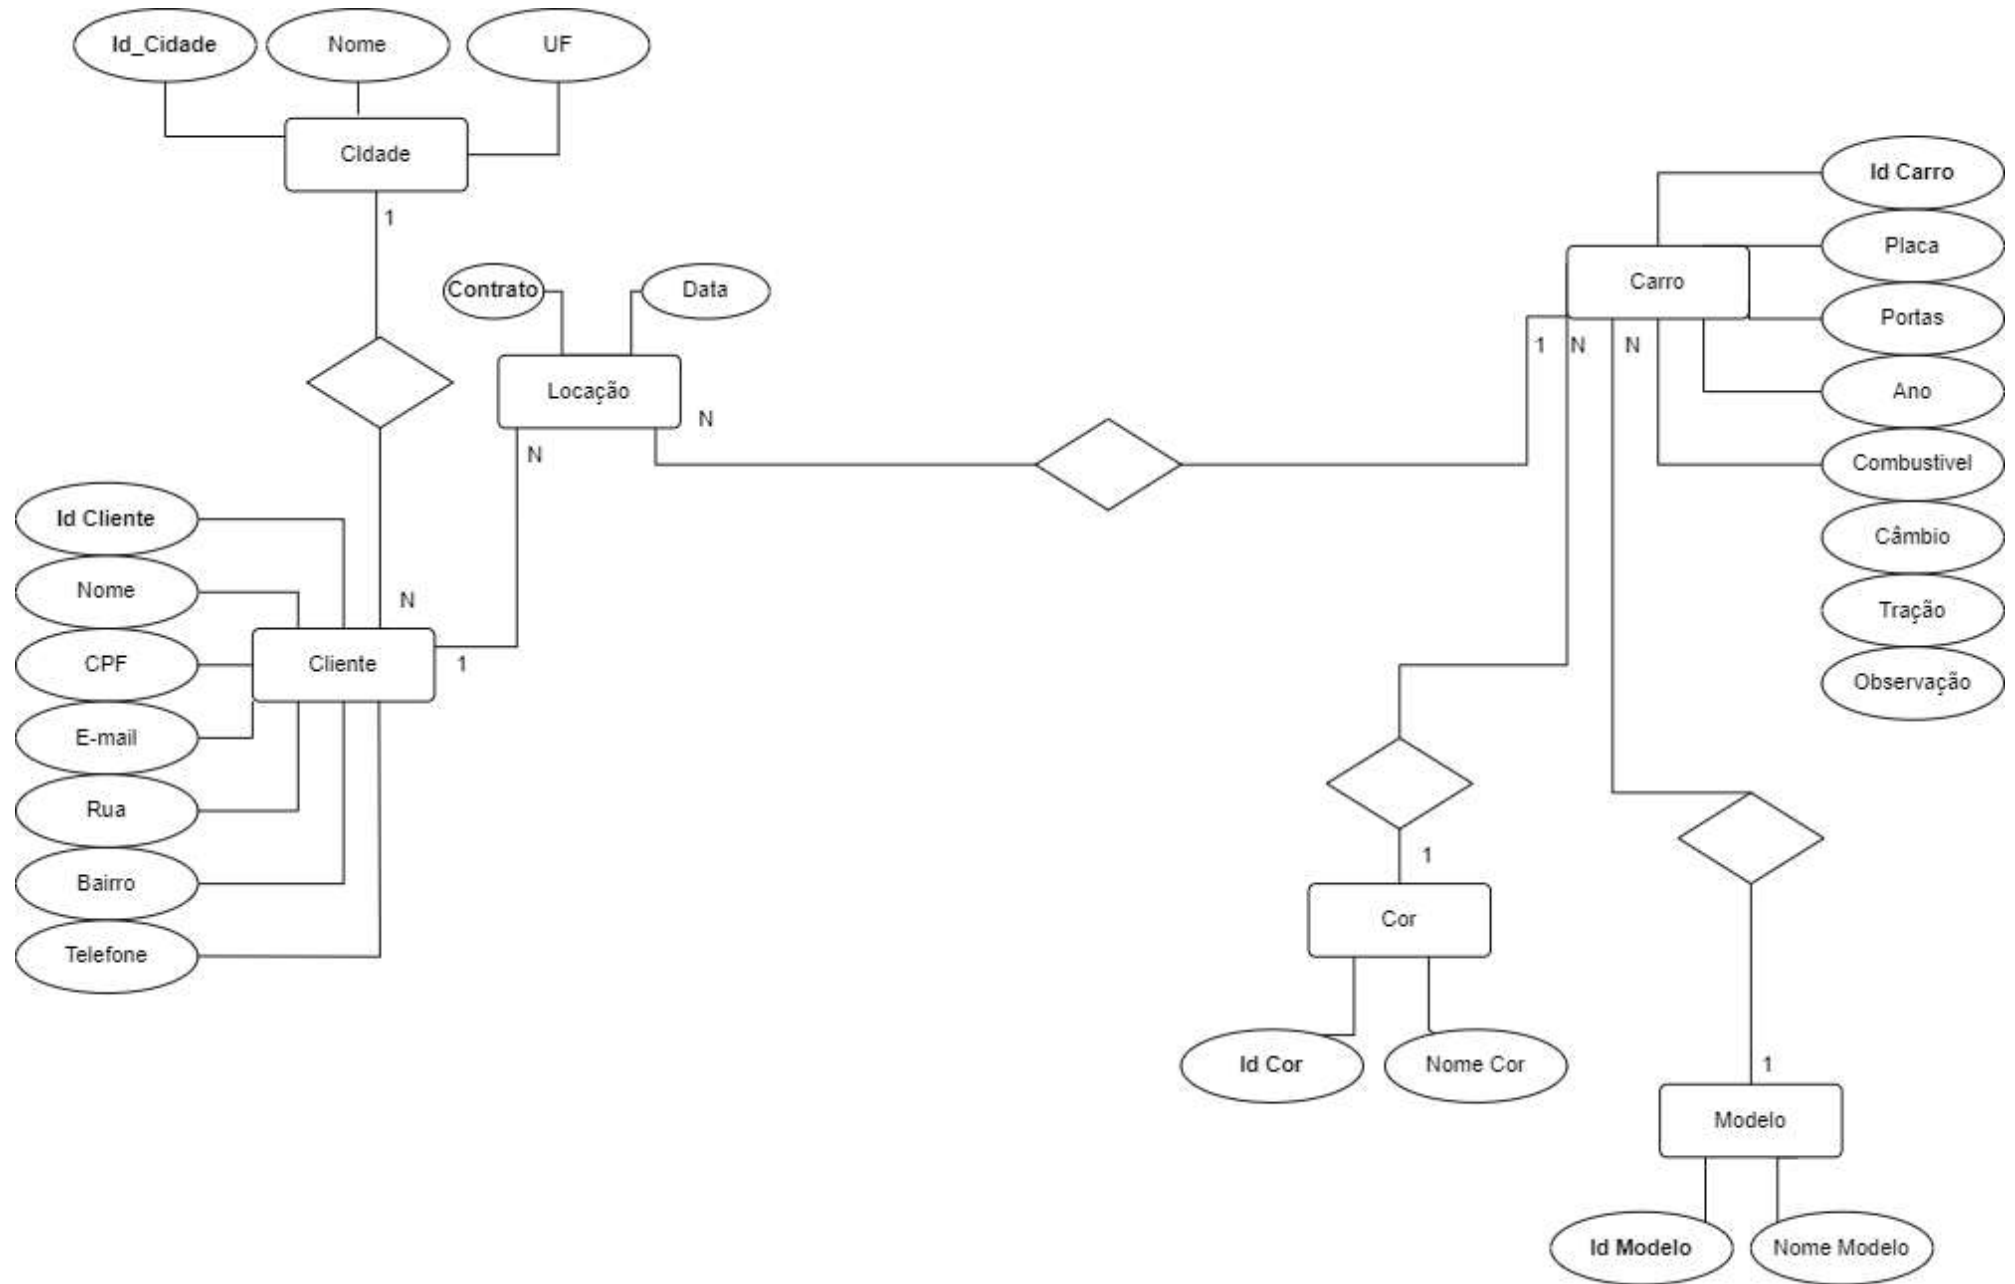 Id_Cidade
Nome
UF
CIdade
1
Contrato
Data
Locação
N
N
Id Cliente
Nome
CPF
E-mail
Rua
Bairro
Telefone
N
Cliente
1
Id Carro
Placa
Portas
Ano
Combustivel
Câmbio
Tração
Observação
Carro
1
N
N
1
Cor
Id Cor
Nome Cor
1
Modelo
Id Modelo
Nome Modelo